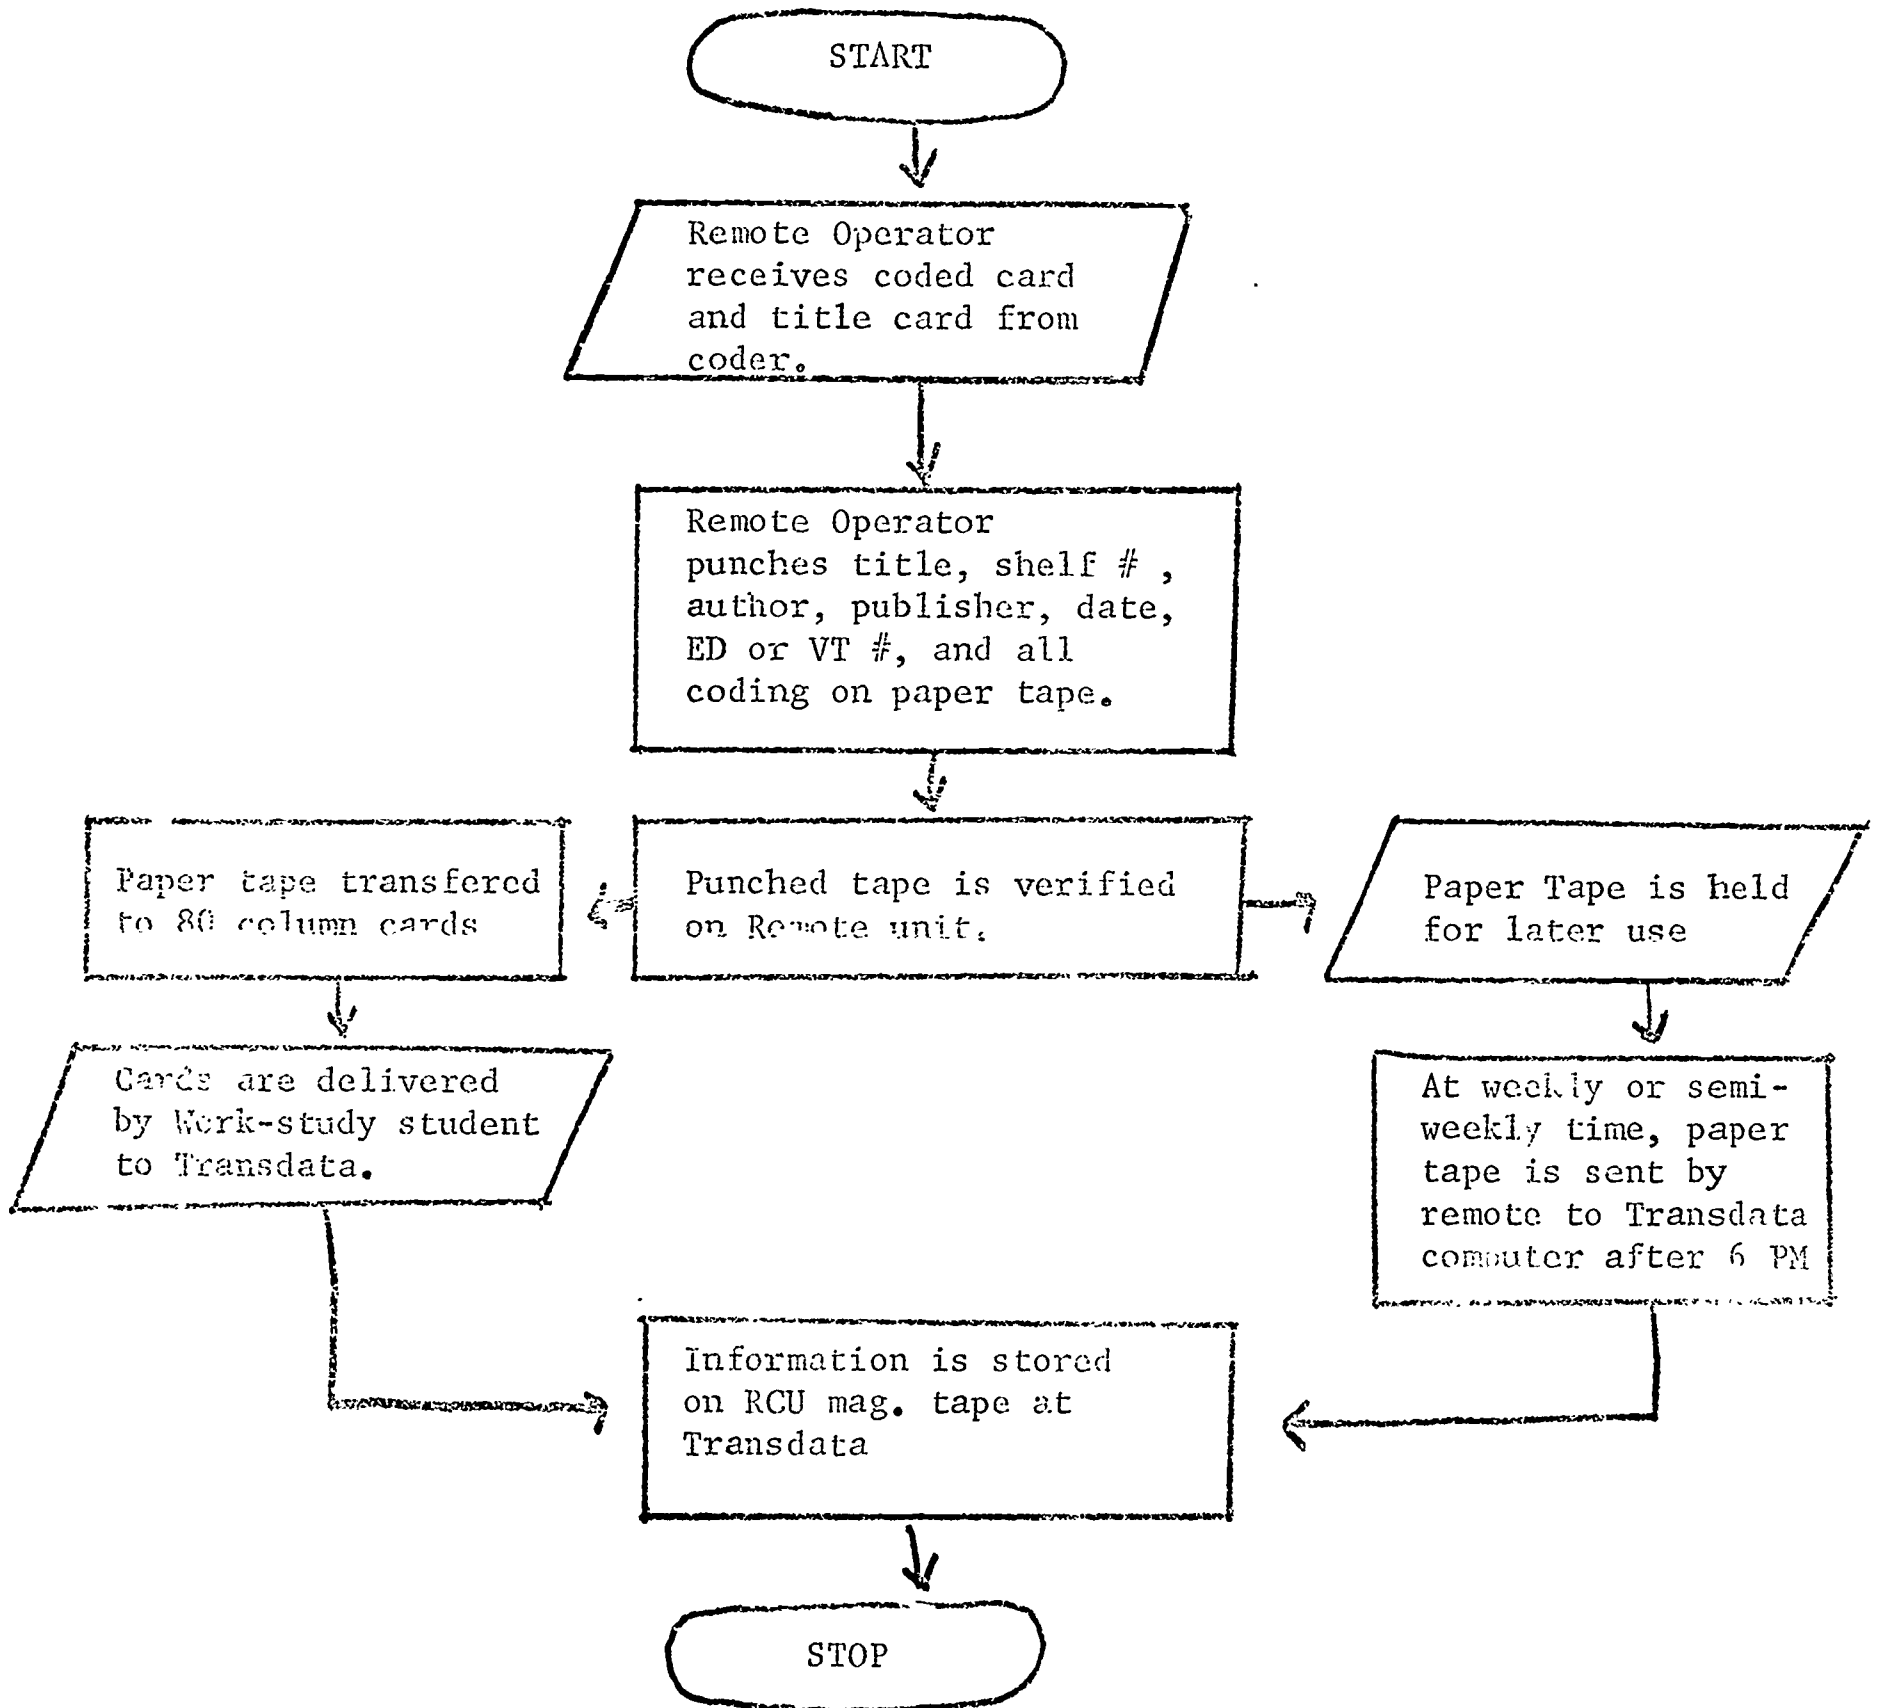 START
Remote Operator
receives coded card
and title card from
coder.
Remote Operator
punches title, shelf # ,
author, publisher, date,
ED or VT #, and all
coding on paper tape.
Paper tape transfered
to 80 column cards
Punched tape is verified
on Remote unit.
Paper Tape is held
for later use
Cards are delivered
by Work-study student
to Transdata.
At weekly or semi-
weekly time, paper
tape is sent by
remote to Transdata
computer after 6 PM
Information is stored
on RCU mag. tape at
Transdata
STOP